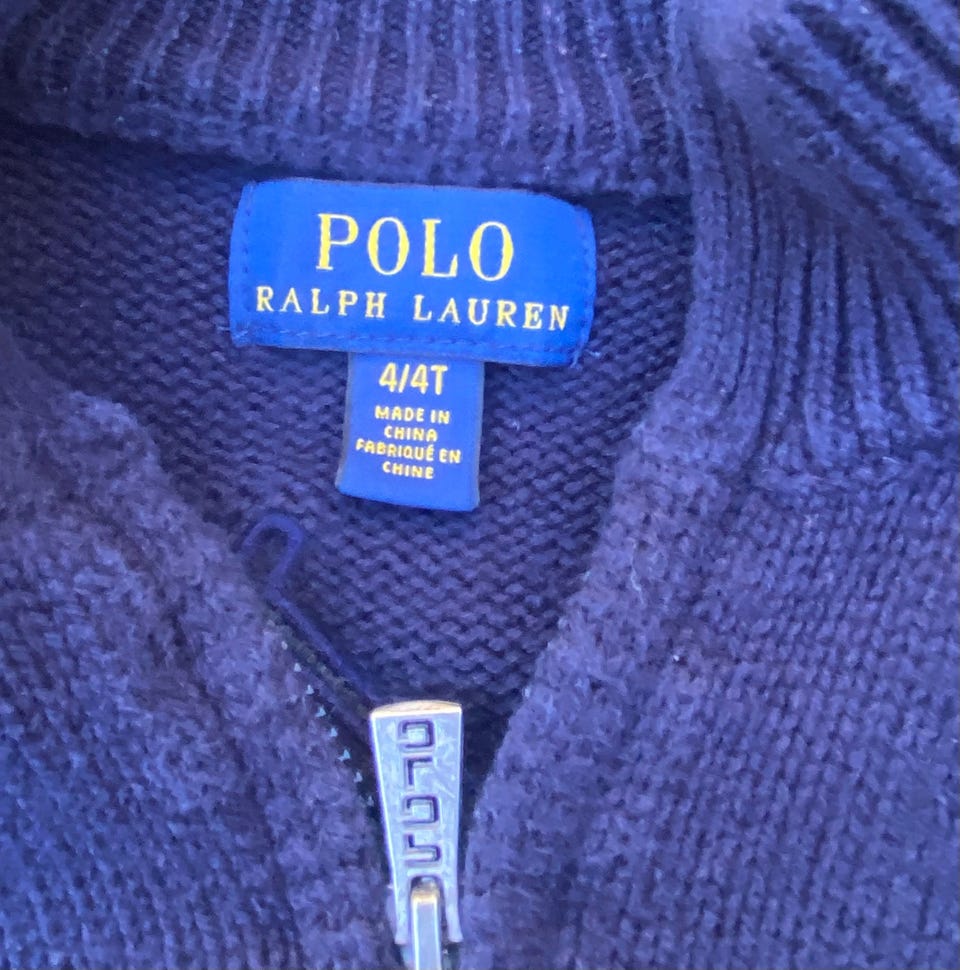 POLO
RALPH LAUREN
4/4T
MADE IN
CHINA
FABRIQUÉ EN
CHINE